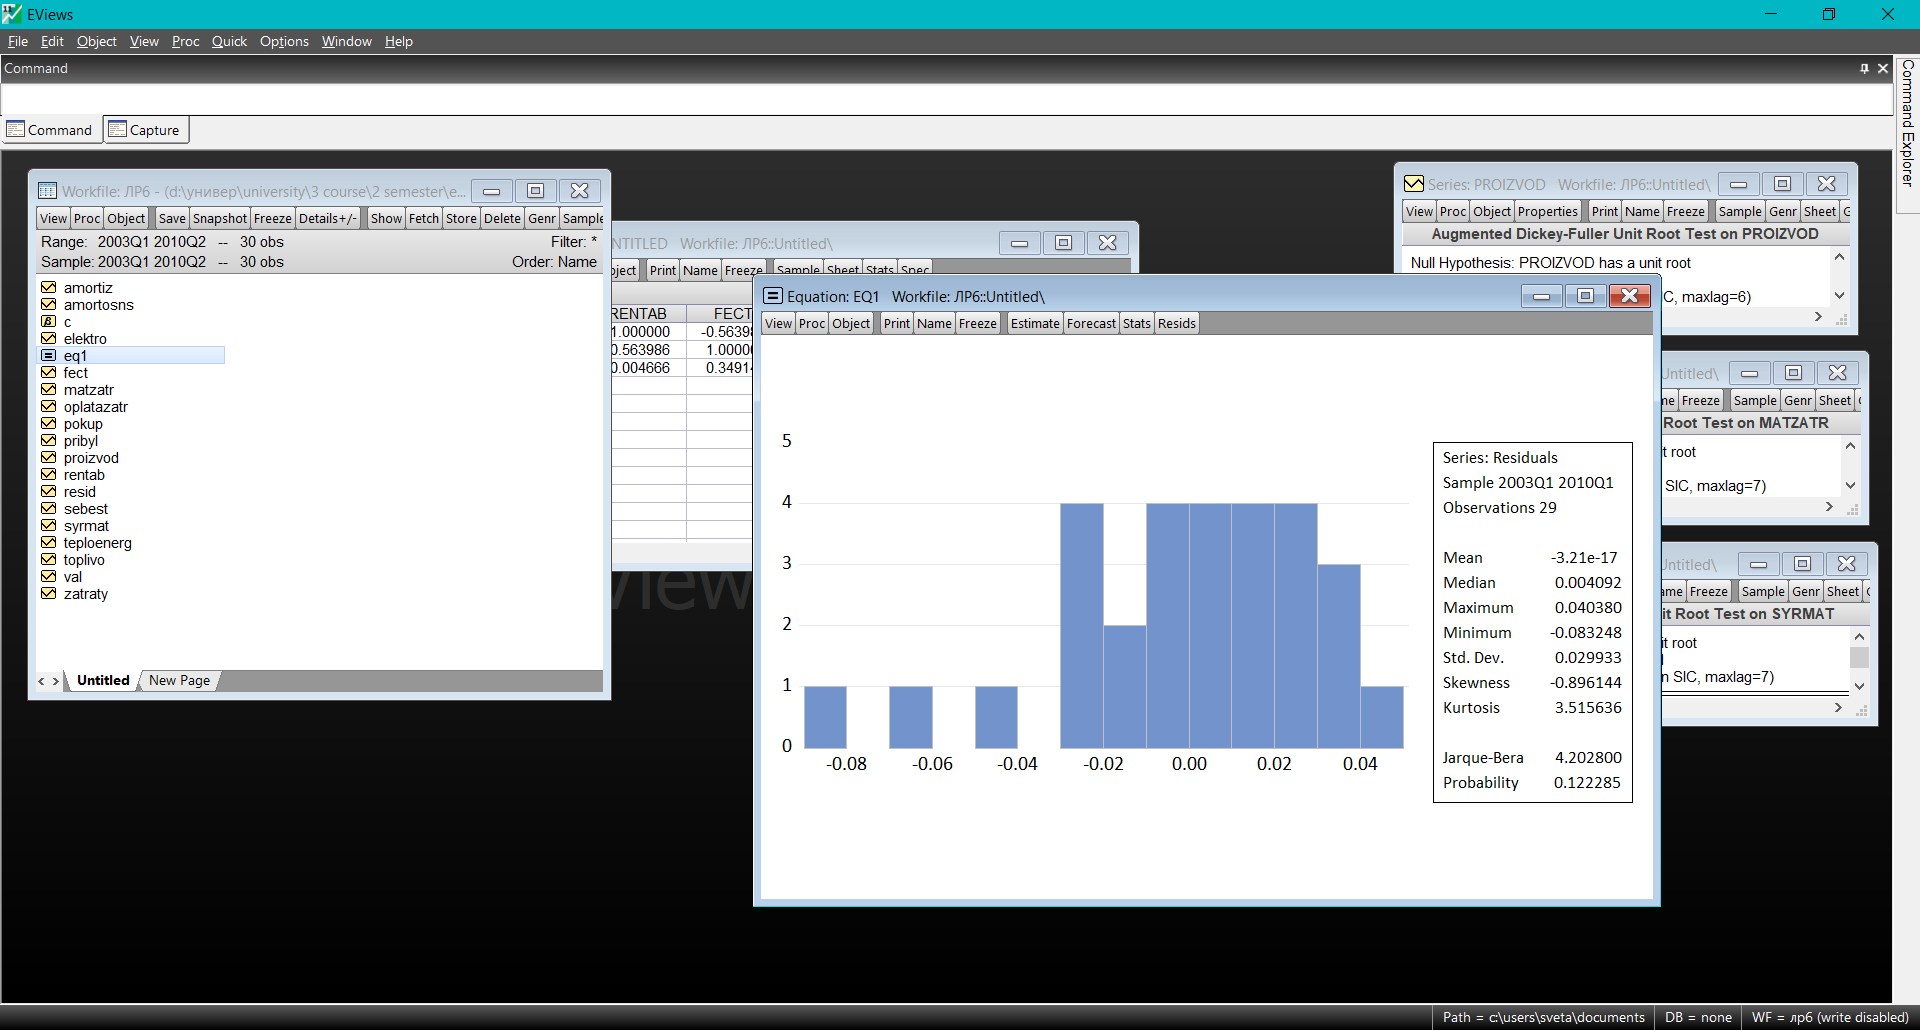 EViews
File Edit Object View Proc Quick Options Window Help
Command
Command Capture
Command Explorer
Workfile: ЛР6 - (d:\универ\university\3 course\2 semester\e...
View Proc Object Save Snapshot Freeze Details+/- Show Fetch Store Delete Genr Sample
Range: 2003Q1 2010Q2 -- 30 obs Filter: *
Sample: 2003Q1 2010Q2 -- 30 obs Order: Name
amortiz
amortosns
c
elektro
eq1
fect
matzatr
oplatazatr
pokup
pribyl
proizvod
rentab
resid
sebest
syrmat
teploenerg
toplivo
val
zatraty
Untitled New Page
NTITLED Workfile: ЛР6::Untitled\
bject Print Name Freeze Sample Sheet Stats Spec
RENTAB FECT
1.000000 -0.5639
0.563986 1.0000
0.004666 0.3491
View
Equation: EQ1 Workfile: ЛР6::Untitled\
View Proc Object Print Name Freeze Estimate Forecast Stats Resids
5
4
3
2
1
0
-0.08 -0.06 -0.04 -0.02 0.00 0.02 0.04
Series: Residuals
Sample 2003Q1 2010Q1
Observations 29
Mean -3.21e-17
Median 0.004092
Maximum 0.040380
Minimum -0.083248
Std. Dev. 0.029933
Skewness -0.896144
Kurtosis 3.515636
Jarque-Bera 4.202800
Probability 0.122285
Series: PROIZVOD Workfile: ЛР6::Untitled\
View Proc Object Properties Print Name Freeze Sample Genr Sheet G
Augmented Dickey-Fuller Unit Root Test on PROIZVOD
Null Hypothesis: PROIZVOD has a unit root
C, maxlag=6)
Untitled\
me Freeze Sample Genr Sheet
Root Test on MATZATR
t root
SIC, maxlag=7)
Untitled\
ame Freeze Sample Genr Sheet
it Root Test on SYRMAT
it root
n SIC, maxlag=7)
Path = c:\users\sveta\documents DB = none WF = лр6 (write disabled)